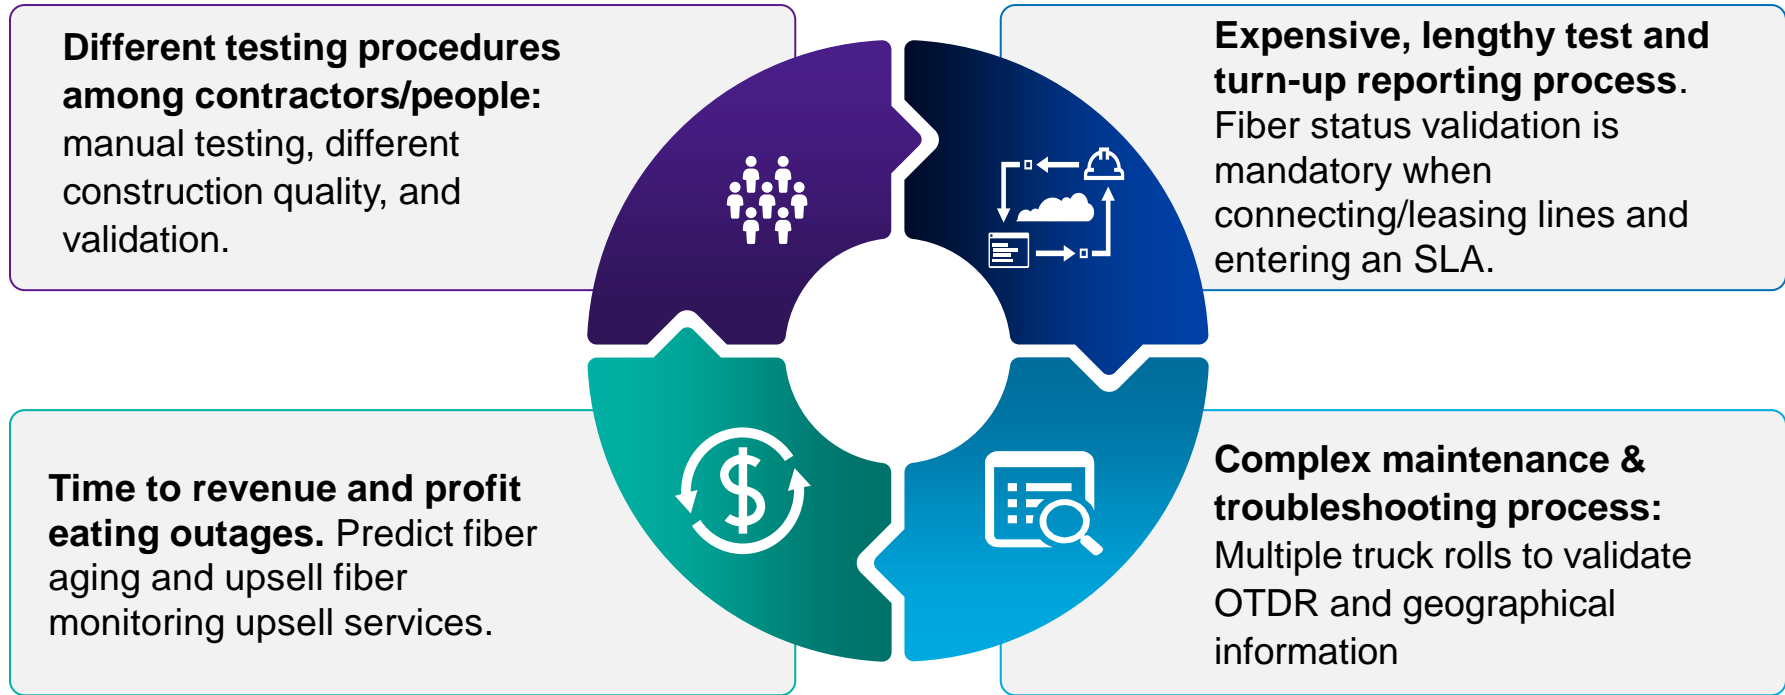 Different testing procedures
among contractors/people:
manual testing, different
construction quality, and
validation.
Expensive, lengthy test and
turn-up reporting process.
Fiber status validation is
mandatory when
connecting/leasing lines and
entering an SLA.
Time to revenue and profit
eating outages. Predict fiber
aging and upsell fiber
monitoring upsell services.
Complex maintenance &
troubleshooting process:
Multiple truck rolls to validate
OTDR and geographical
information